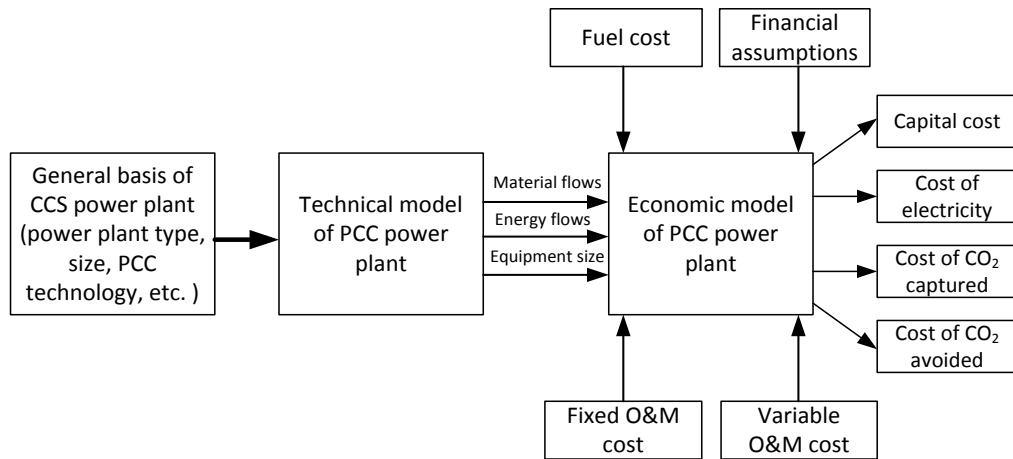 Fuel cost
Financial
assumptions
General basis of
CCS power plant
(power plant type,
size, PCC
technology, etc. )
Technical model
of PCC power
plant
Material flows
Energy flows
Equipment size
Economic model
of PCC power
plant
Capital cost
Cost of
electricity
Cost of CO₂
captured
Cost of CO₂
avoided
Fixed O&M
cost
Variable
O&M cost